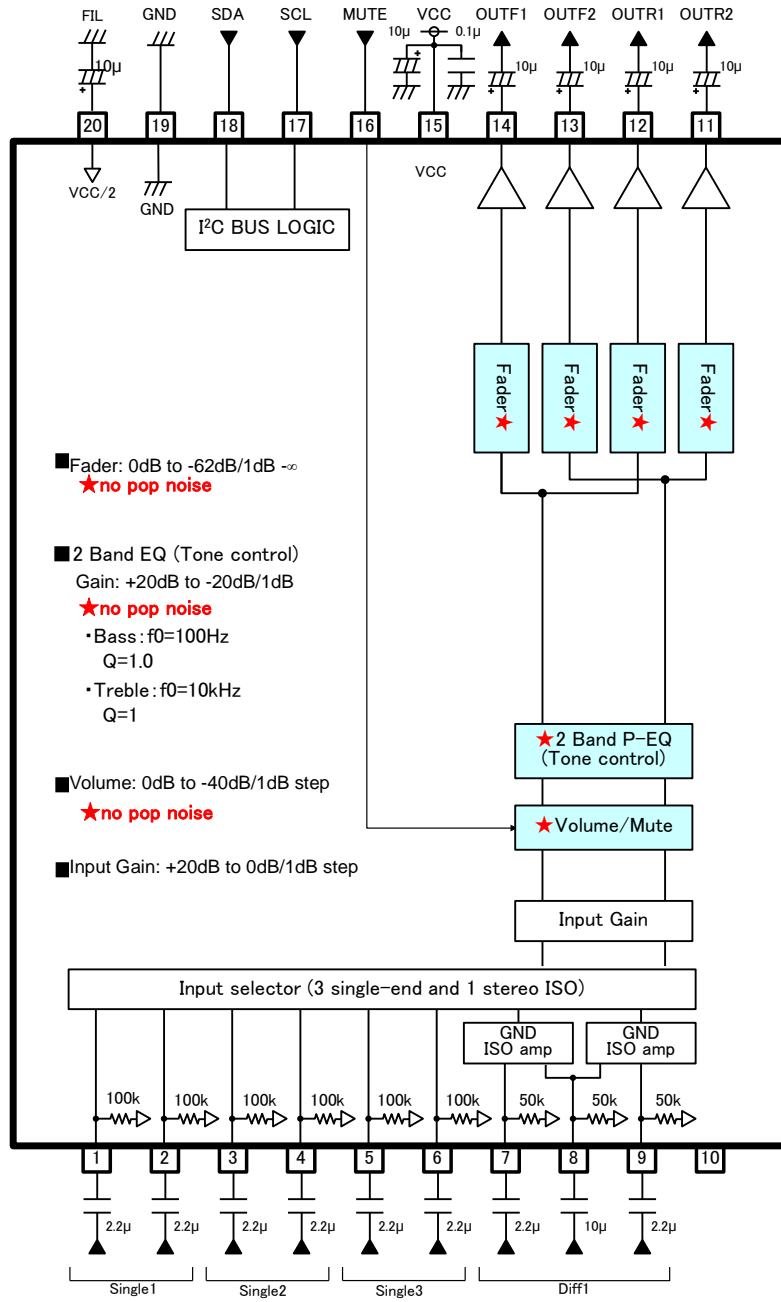 FIL GND SDA SCL MUTE VCC OUTF1 OUTF2 OUTR1 OUTR2
10μ 10μ 0.1μ 10μ 10μ 10μ 10μ
+ + + + + +
20 19 18 17 16 15 14 13 12 11
VCC/2 GND VCC
I²C BUS LOGIC
Fader★ Fader★ Fader★ Fader★
■Fader: 0dB to -62dB/1dB -∞
★no pop noise
■2 Band EQ (Tone control)
Gain: +20dB to -20dB/1dB
★no pop noise
・Bass:f0=100Hz
Q=1.0
・Treble:f0=10kHz
Q=1
★2 Band P-EQ
(Tone control)
■Volume: 0dB to -40dB/1dB step
★no pop noise
★Volume/Mute
■Input Gain: +20dB to 0dB/1dB step
Input Gain
Input selector (3 single-end and 1 stereo ISO)
GND
ISO amp
GND
ISO amp
100k 100k 100k 100k 100k 100k 50k 50k 50k
1 2 3 4 5 6 7 8 9 10
2.2μ 2.2μ 2.2μ 2.2μ 2.2μ 2.2μ 2.2μ 10μ 2.2μ
Single1 Single2 Single3 Diff1